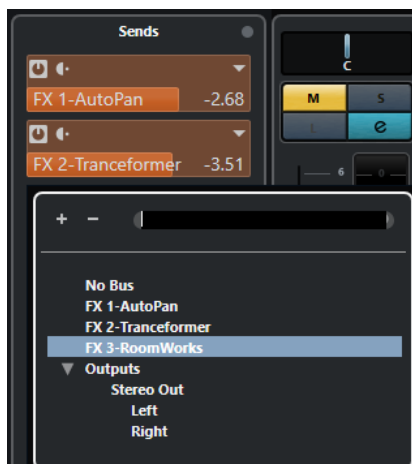 Sends
C
FX 1-AutoPan -2.68
M S
L e
FX 2-Tranceformer -3.51
6 0
+ −
No Bus
FX 1-AutoPan
FX 2-Tranceformer
FX 3-RoomWorks
Outputs
Stereo Out
Left
Right